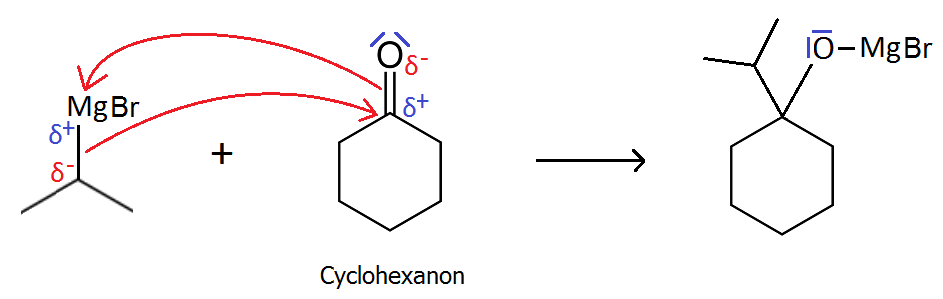 O
δ-
MgBr
δ+
δ+
δ-
+
Cyclohexanon
O–MgBr